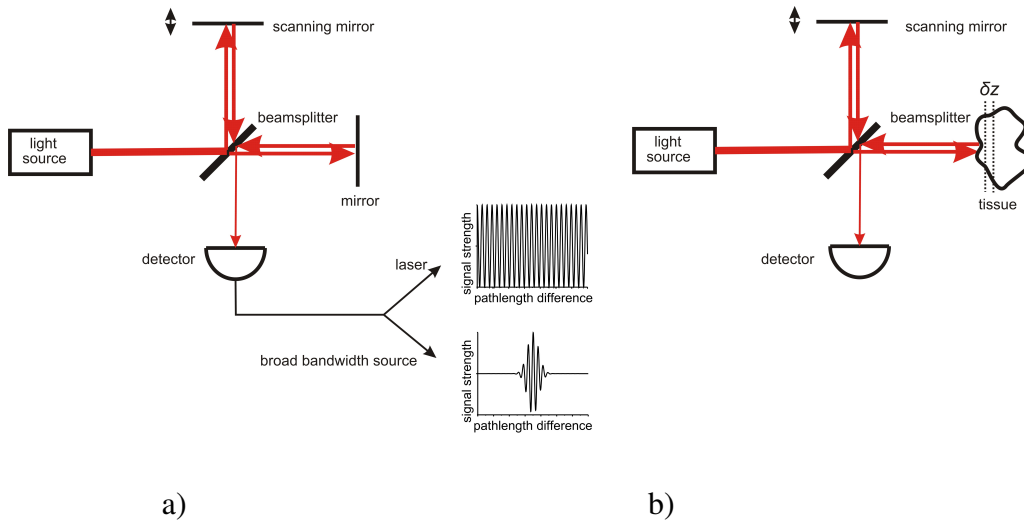 scanning mirror
beamsplitter
light
source
mirror
detector
laser
signal strength
pathlength difference
broad bandwidth source
signal strength
pathlength difference
a)
scanning mirror
δz
beamsplitter
light
source
tissue
detector
b)